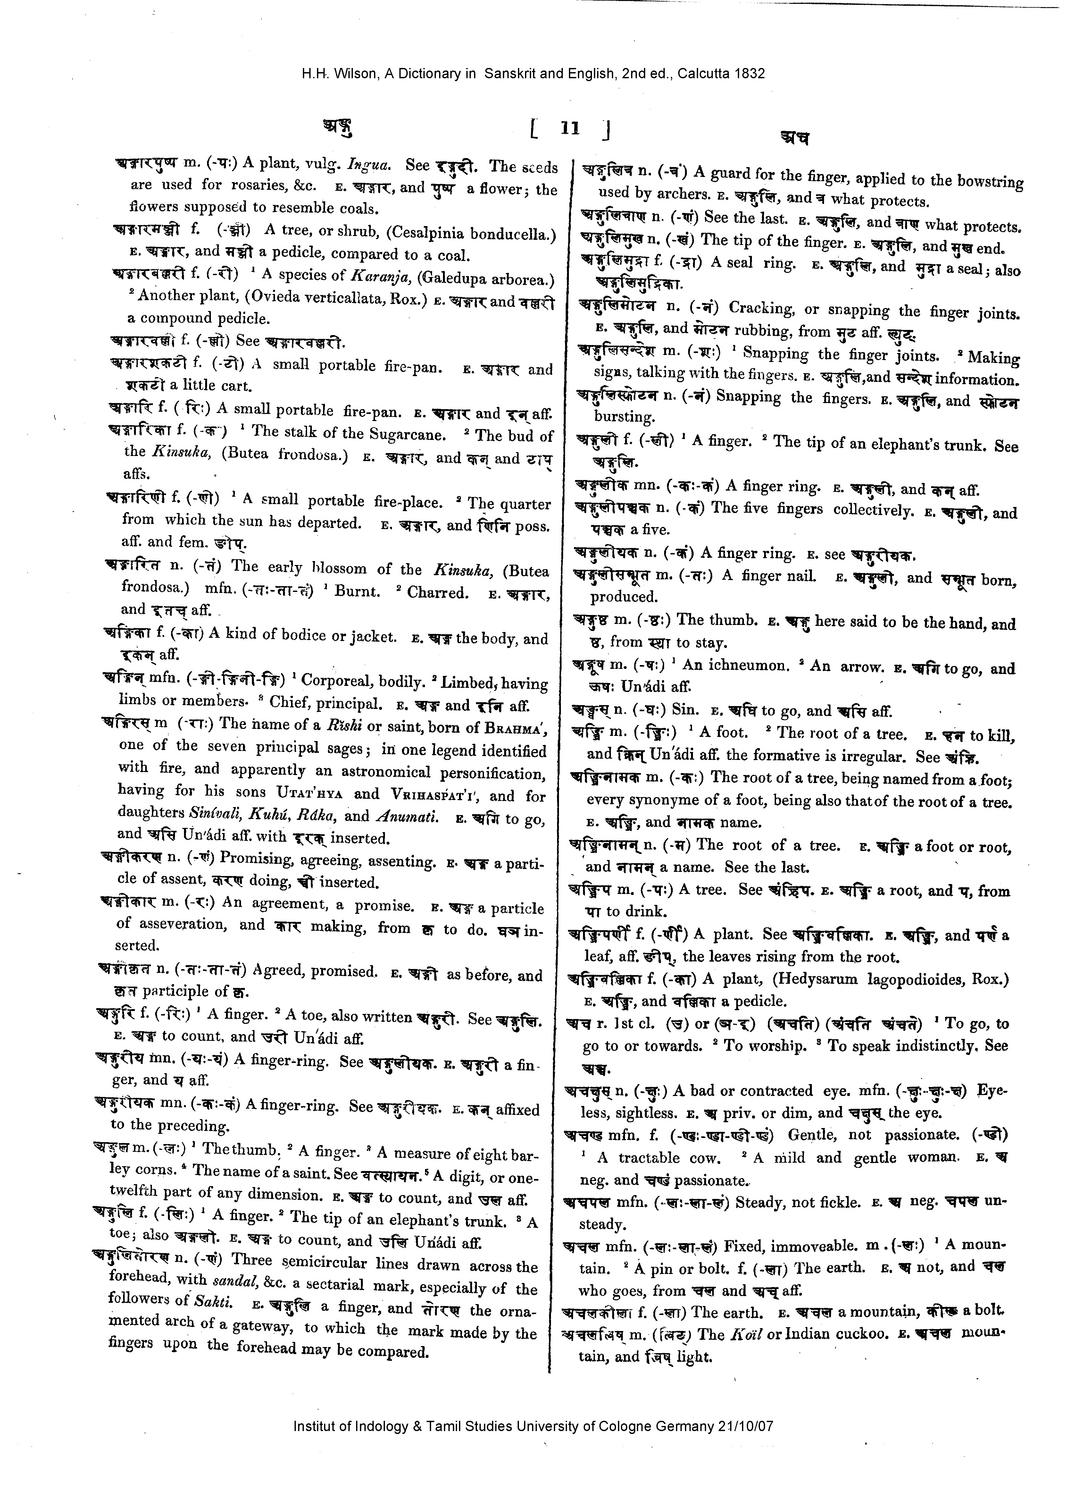 H.H. Wilson, A Dictionary in Sanskrit and English, 2nd ed., Calcutta 1832
अङ्गु [ 11 ] अच
अङ्गारपुष्प m. (-पः) A plant, vulg. Ingua. See इङ्गुदी. The seeds
are used for rosaries, &c. E. अङ्गार, and पुष्प a flower; the
flowers supposed to resemble coals.
अङ्गारमञ्जी f. (-ञ्जी) A tree, or shrub, (Cesalpinia bonducella.)
E. अङ्गार, and मञ्जी a pedicle, compared to a coal.
अङ्गारवल्लरी f. (-री) ¹ A species of Karanja, (Galedupa arborea.)
² Another plant, (Ovieda verticallata, Rox.) E. अङ्गार and वल्लरी
a compound pedicle.
अङ्गारवल्ली f. (-ल्ली) See अङ्गारवल्लरी.
अङ्गारशकटी f. (-टी) A small portable fire-pan. E. अङ्गार and
शकटी a little cart.
अङ्गारि f. (-रिः) A small portable fire-pan. E. अङ्गार and इन् aff.
अङ्गारिका f. (-का) ¹ The stalk of the Sugarcane. ² The bud of
the Kinsuka, (Butea frondosa.) E. अङ्गार, and कन् and टाप्
affs.
अङ्गारिणी f. (-णी) ¹ A small portable fire-place. ² The quarter
from which the sun has departed. E. अङ्गार, and णिनि poss.
aff. and fem. ङीप्.
अङ्गारित n. (-तं) The early blossom of the Kinsuka, (Butea
frondosa.) mfn. (-तः-ता-तं) ¹ Burnt. ² Charred. E. अङ्गार,
and इतच् aff.
अङ्गिका f. (-का) A kind of bodice or jacket. E. अङ्ग the body, and
इकन् aff.
अङ्गिन् mfn. (-ङ्गी-ङ्गिनी-ङ्गि) ¹ Corporeal, bodily. ² Limbed, having
limbs or members. ³ Chief, principal. E. अङ्ग and इनि aff.
अङ्गिरस् m (-राः) The name of a Rishi or saint, born of BRAHMA',
one of the seven principal sages; in one legend identified
with fire, and apparently an astronomical personification,
having for his sons UTAT'HYA and VRIHASPAT'I', and for
daughters Sinívalí, Kuhú, Ráka, and Anumati. E. अगि to go,
and असि Un'ádi aff. with इरक् inserted.
अङ्गीकरण n. (-णं) Promising, agreeing, assenting. E. अङ्ग a parti-
cle of assent, करण doing, च्वी inserted.
अङ्गीकार m. (-रः) An agreement, a promise. E. अङ्ग a particle
of asseveration, and कार making, from कृ to do. घञ in-
serted.
अङ्गीकृत n. (-तः-ता-तं) Agreed, promised. E. अङ्गी as before, and
कृत participle of कृ.
अङ्गुरि f. (-रिः) ¹ A finger. ² A toe, also written अङ्गुरी. See अङ्गुलि.
E. अङ्ग to count, and उरी Un'ádi aff.
अङ्गुरीय mn. (-यः-यं) A finger-ring. See अङ्गुलीयक. E. अङ्गुरी a fin-
ger, and य aff.
अङ्गुरीयक mn. (-कः-कं) A finger-ring. See अङ्गुरीयक. E. कन् affixed
to the preceding.
अङ्गुल m. (-लः) ¹ The thumb. ² A finger. ³ A measure of eight bar-
ley corns. ⁴ The name of a saint. See वात्स्यायन. ⁵ A digit, or one-
twelfth part of any dimension. E. अङ्ग to count, and उल aff.
अङ्गुलि f. (-लिः) ¹ A finger. ² The tip of an elephant's trunk. ³ A
toe; also अङ्गुली. E. अङ्ग to count, and उलि Unádi aff.
अङ्गुलितोरण n. (-णं) Three semicircular lines drawn across the
forehead, with sandal, &c. a sectarial mark, especially of the
followers of Sakti. E. अङ्गुलि a finger, and तोरण the orna-
mented arch of a gateway, to which the mark made by the
fingers upon the forehead may be compared.
अङ्गुलित्र n. (-त्रं) A guard for the finger, applied to the bowstring
used by archers. E. अङ्गुलि, and त्र what protects.
अङ्गुलित्राण n. (-णं) See the last. E. अङ्गुलि, and त्राण what protects.
अङ्गुलिमुख n. (-खं) The tip of the finger. E. अङ्गुलि, and मुख end.
अङ्गुलिमुद्रा f. (-द्रा) A seal ring. E. अङ्गुलि, and मुद्रा a seal; also
अङ्गुलिमुद्रिका.
अङ्गुलिमोटन n. (-नं) Cracking, or snapping the finger joints.
E. अङ्गुलि, and मोटन rubbing, from मुट aff. ल्युट्.
अङ्गुलिसन्देश m. (-शः) ¹ Snapping the finger joints. ² Making
signs, talking with the fingers. E. अङ्गुलि, and सन्देश information.
अङ्गुलिस्फोटन n. (-नं) Snapping the fingers. E. अङ्गुलि, and स्फोटन
bursting.
अङ्गुली f. (-ली) ¹ A finger. ² The tip of an elephant's trunk. See
अङ्गुलि.
अङ्गुलीक mn. (-कः-कं) A finger ring. E. अङ्गुली, and कन् aff.
अङ्गुलीपञ्चक n. (-कं) The five fingers collectively. E. अङ्गुली, and
पञ्चक a five.
अङ्गुलीयक n. (-कं) A finger ring. E. see अङ्गुरीयक.
अङ्गुलीसम्भूत m. (-तः) A finger nail. E. अङ्गुली, and सम्भूत born,
produced.
अङ्गुष्ठ m. (-ष्ठः) The thumb. E. अङ्गु here said to be the hand, and
ष्ठ, from स्था to stay.
अङ्गूष m. (-षः) ¹ An ichneumon. ² An arrow. E. अगि to go, and
ऊषः Un'ádi aff.
अङ्घस् n. (-घः) Sin. E. अघि to go, and असि aff.
अङ्घ्रि m. (-ङ्घ्रिः) ¹ A foot. ² The root of a tree. E. हन to kill,
and क्रिन् Un'ádi aff. the formative is irregular. See अंह्रि.
अङ्घ्रिनामक m. (-कः) The root of a tree, being named from a foot;
every synonyme of a foot, being also that of the root of a tree.
E. अङ्घ्रि, and नामक name.
अङ्घ्रिनामन् n. (-म) The root of a tree. E. अङ्घ्रि a foot or root,
and नामन् a name. See the last.
अङ्घ्रिप m. (-पः) A tree. See अंह्रिप. E. अङ्घ्रि a root, and प, from
पा to drink.
अङ्घ्रिपर्णी f. (-र्णी) A plant. See अङ्घ्रिवल्लिका. E. अङ्घ्रि, and पर्ण a
leaf, aff. ङीप्, the leaves rising from the root.
अङ्घ्रिवल्लिका f. (-का) A plant, (Hedysarum lagopodioides, Rox.)
E. अङ्घ्रि, and वल्लिका a pedicle.
अच r. 1st cl. (उ) or (ञ-इ) (अचति) (अंचति अंचते) ¹ To go, to
go to or towards. ² To worship. ³ To speak indistinctly. See
अञ्च.
अचक्षुस् n. (-क्षुः) A bad or contracted eye. mfn. (-क्षुः-क्षुः-क्षु) Eye-
less, sightless. E. अ priv. or dim, and चक्षुस् the eye.
अचण्ड mfn. f. (-ण्डः-ण्डा-ण्डी-ण्डं) Gentle, not passionate. (-ण्डी)
¹ A tractable cow. ² A mild and gentle woman. E. अ
neg. and चण्डं passionate.
अचपल mfn. (-लः-ला-लं) Steady, not fickle. E. अ neg. चपल un-
steady.
अचल mfn. (-लः-ला-लं) Fixed, immoveable. m. (-लः) ¹ A moun-
tain. ² A pin or bolt. f. (-ला) The earth. E. अ not, and चल
who goes, from चल and अच् aff.
अचलकीला f. (-ला) The earth. E. अचल a mountain, कील a bolt.
अचलत्विष् m. (त्विट्) The Koïl or Indian cuckoo. E. अचल moun-
tain, and त्विष् light.
Institut of Indology & Tamil Studies University of Cologne Germany 21/10/07